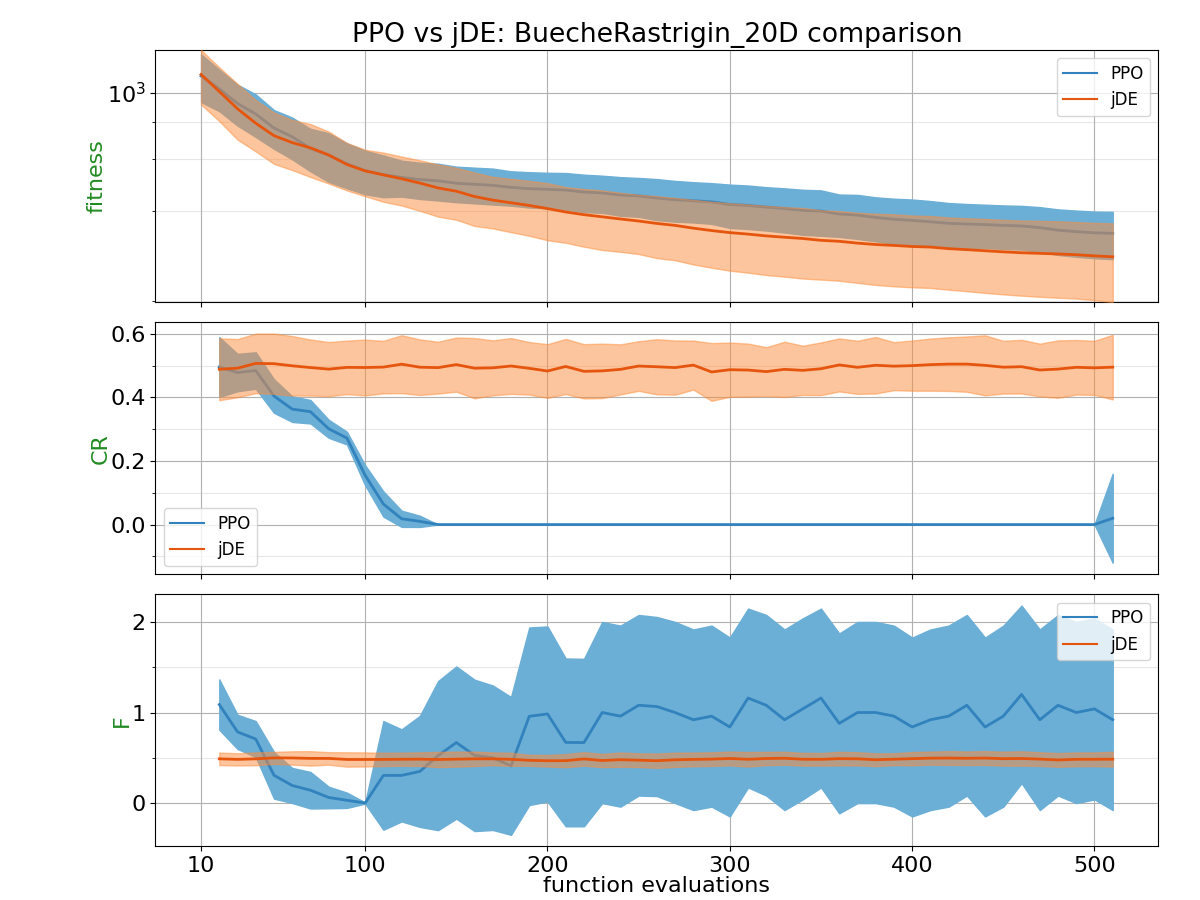 PPO vs jDE: BuecheRastrigin_20D comparison
10³
fitness
PPO
jDE
0.6
0.4
0.2
0.0
CR
PPO
jDE
2
1
0
F
PPO
jDE
10 100 200 300 400 500
function evaluations